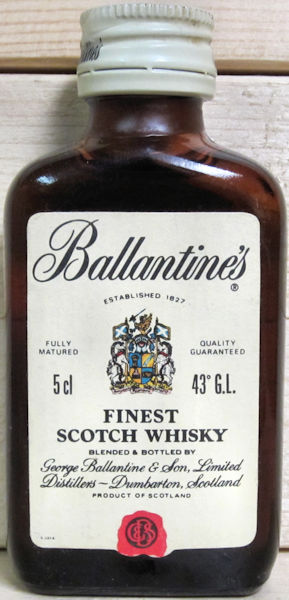 Ballantine's
Ballantine's®
ESTABLISHED 1827
FULLY MATURED
QUALITY GUARANTEED
5 cl
43° G.L.
FINEST
SCOTCH WHISKY
BLENDED & BOTTLED BY
George Ballantine & Son, Limited
Distillers~Dumbarton, Scotland
PRODUCT OF SCOTLAND